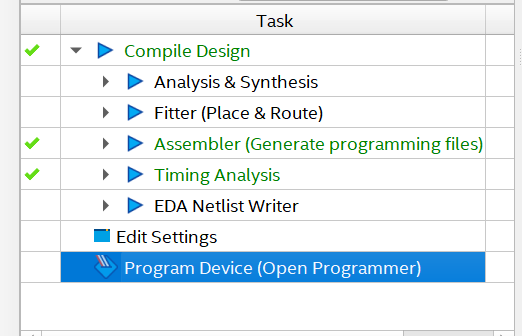 Task
Compile Design
Analysis & Synthesis
Fitter (Place & Route)
Assembler (Generate programming files)
Timing Analysis
EDA Netlist Writer
Edit Settings
Program Device (Open Programmer)